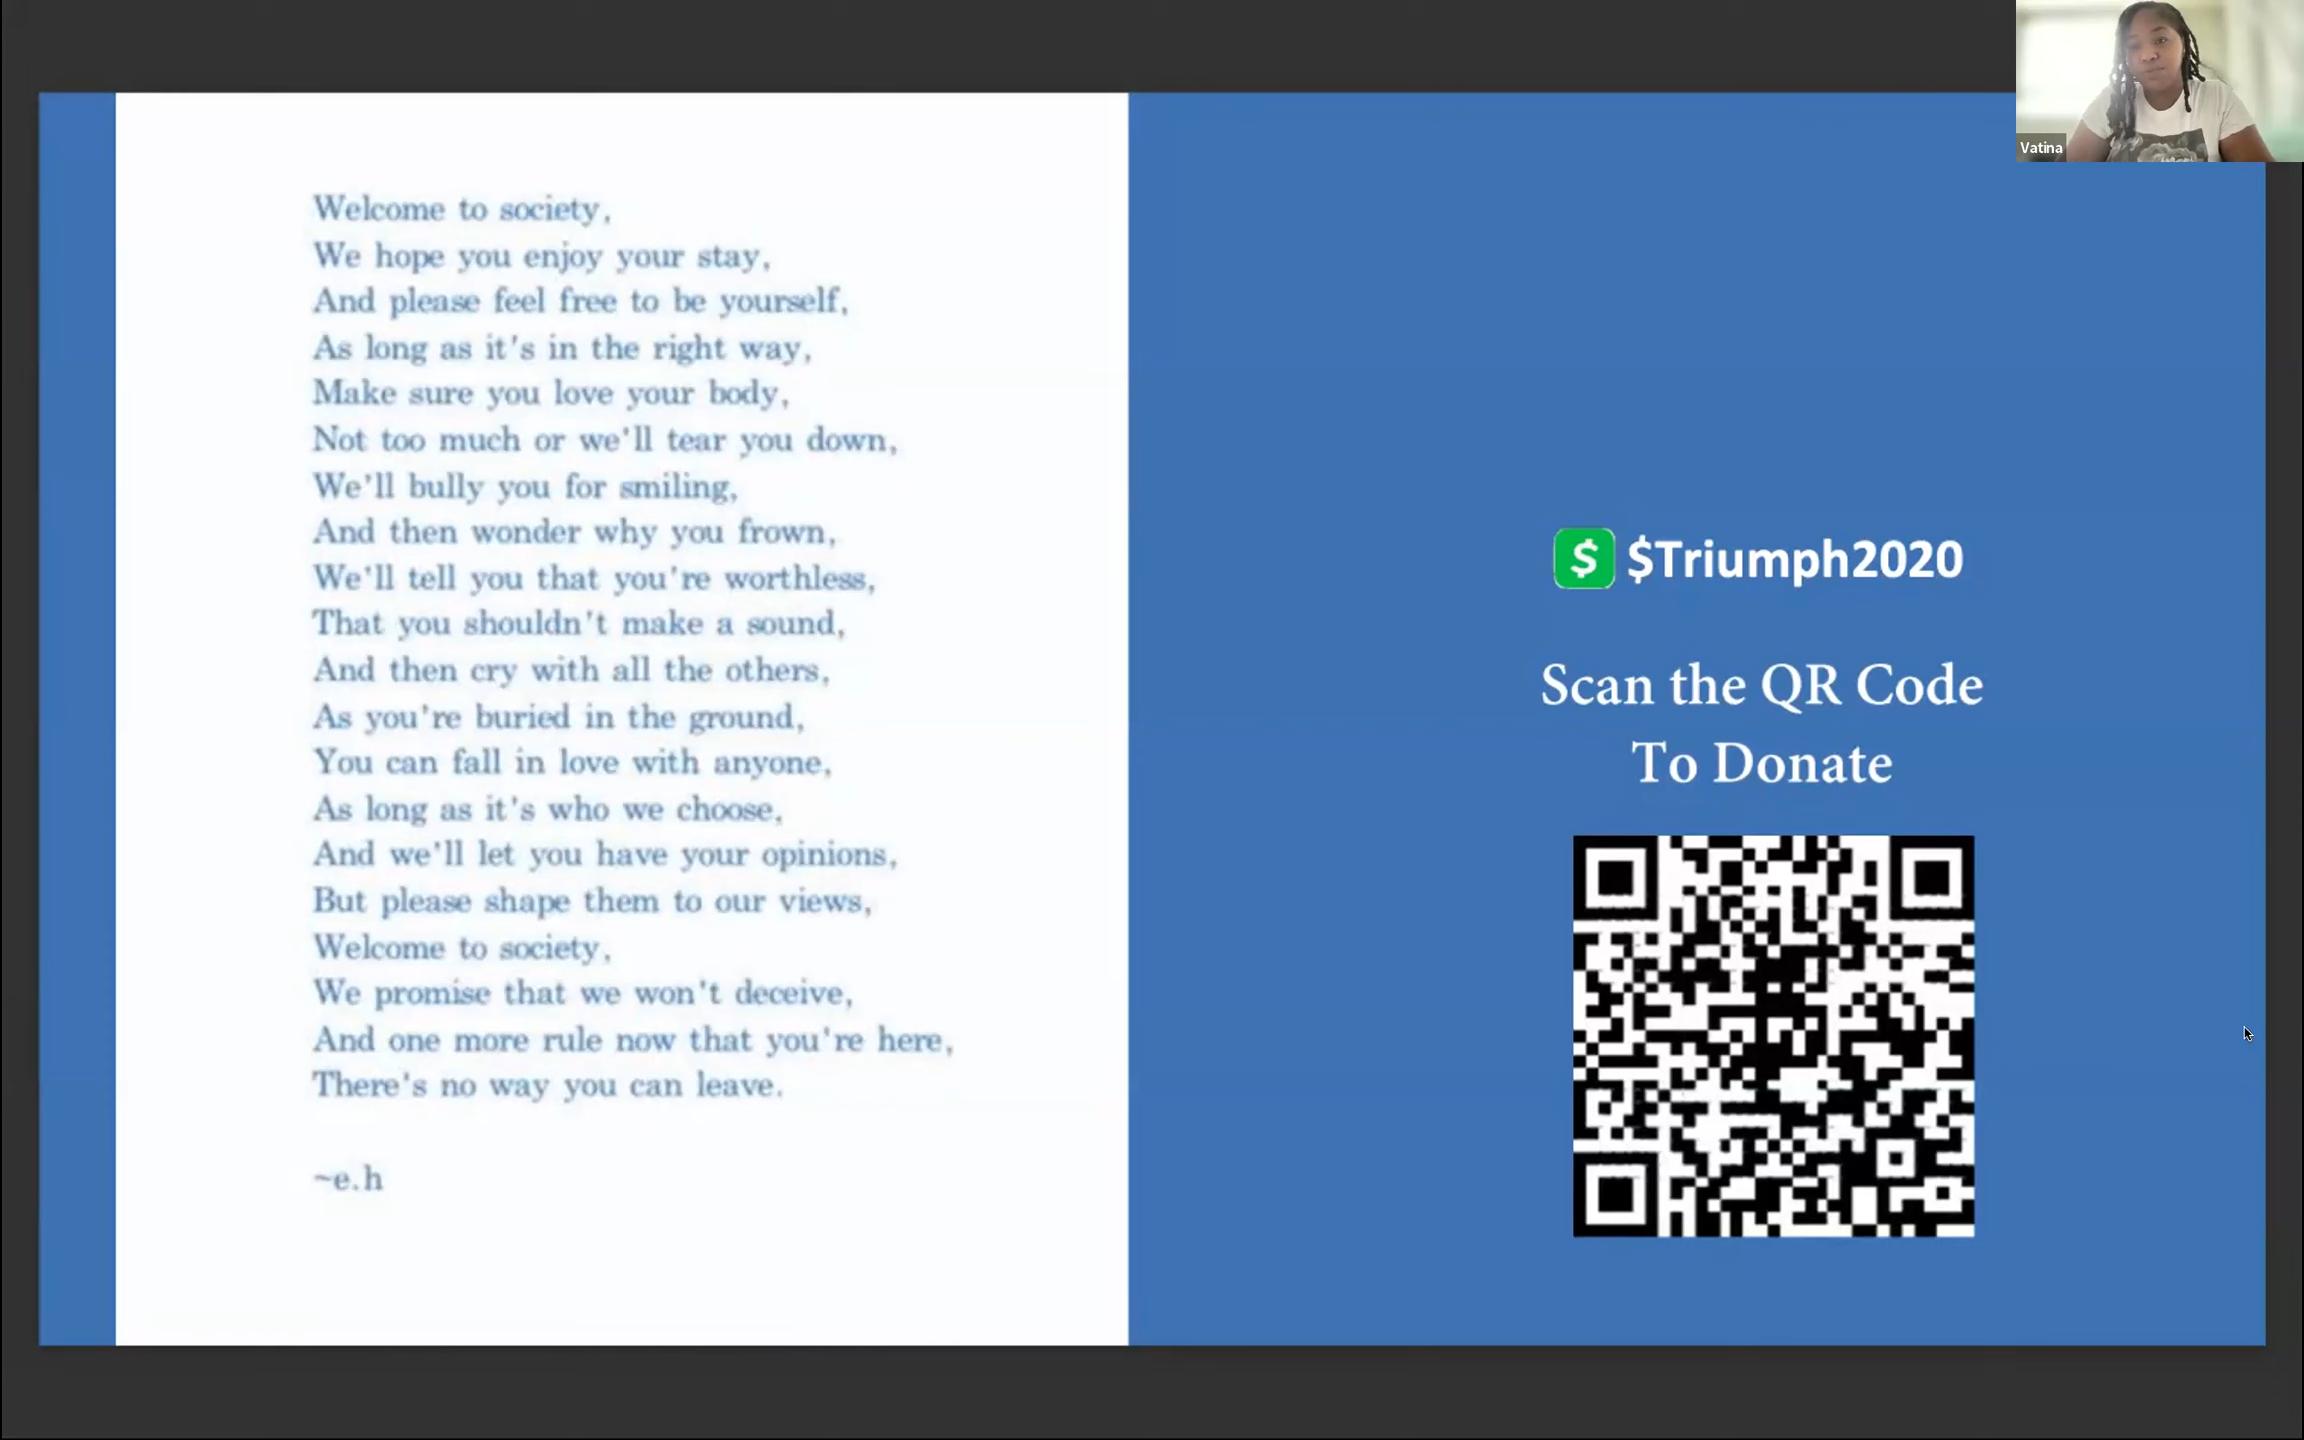 Vatina
Welcome to society,
We hope you enjoy your stay,
And please feel free to be yourself,
As long as it's in the right way,
Make sure you love your body,
Not too much or we'll tear you down,
We'll bully you for smiling,
And then wonder why you frown,
We'll tell you that you're worthless,
That you shouldn't make a sound,
And then cry with all the others,
As you're buried in the ground,
You can fall in love with anyone,
As long as it's who we choose,
And we'll let you have your opinions,
But please shape them to our views,
Welcome to society,
We promise that we won't deceive,
And one more rule now that you're here,
There's no way you can leave.
~e.h
$ $Triumph2020
Scan the QR Code
To Donate